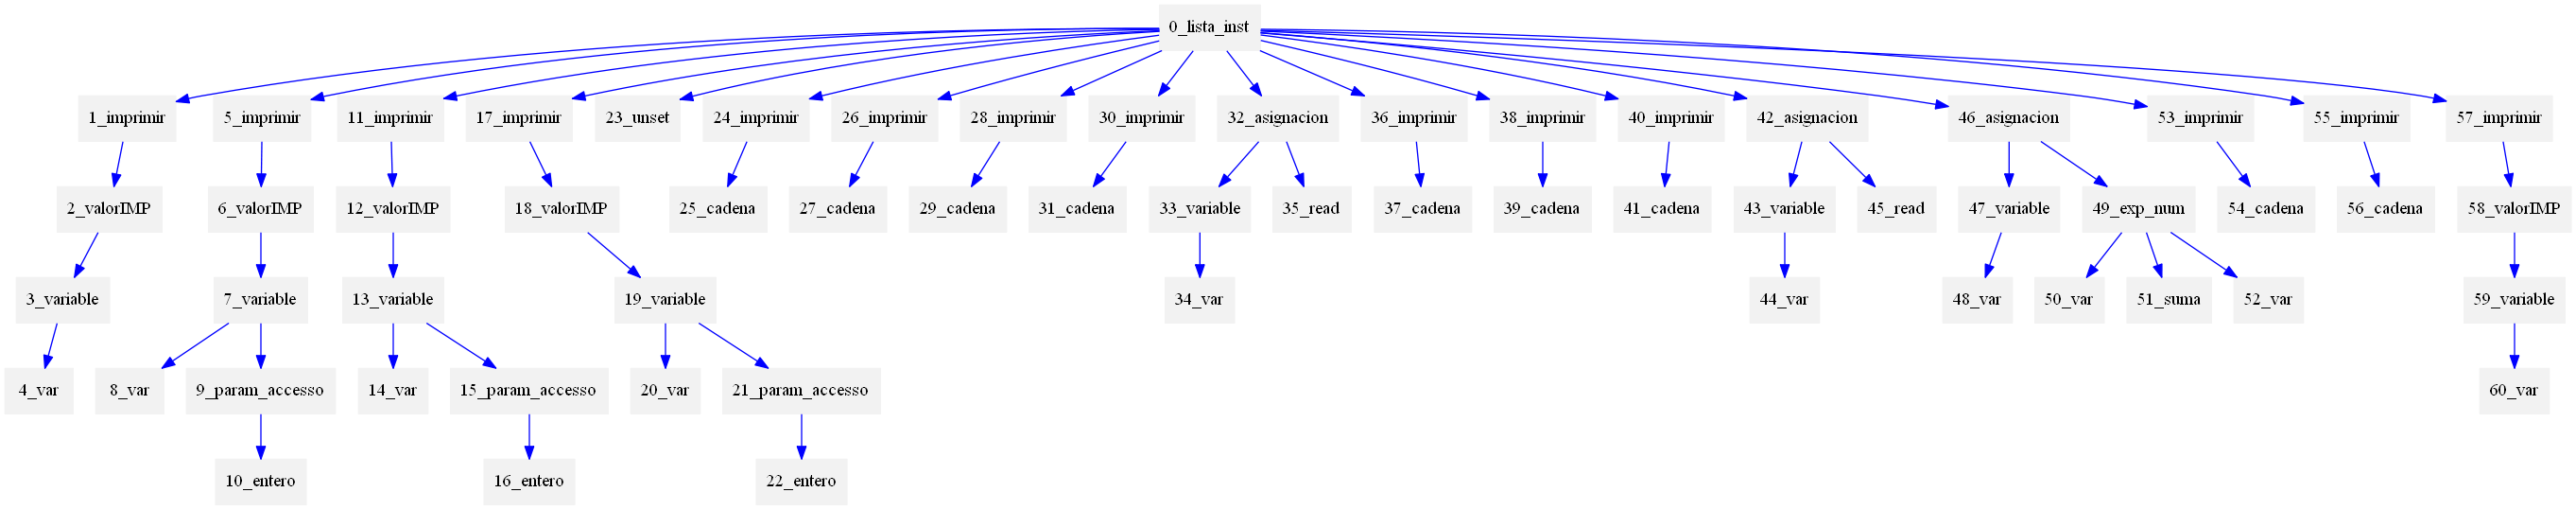 0_lista_inst
1_imprimir
5_imprimir
11_imprimir
17_imprimir
23_unset
24_imprimir
26_imprimir
28_imprimir
30_imprimir
32_asignacion
36_imprimir
38_imprimir
40_imprimir
42_asignacion
46_asignacion
53_imprimir
55_imprimir
57_imprimir
2_valorIMP
6_valorIMP
12_valorIMP
18_valorIMP
25_cadena
27_cadena
29_cadena
31_cadena
33_variable
35_read
37_cadena
39_cadena
41_cadena
43_variable
45_read
47_variable
49_exp_num
54_cadena
56_cadena
58_valorIMP
3_variable
7_variable
13_variable
19_variable
34_var
44_var
48_var
50_var
51_suma
52_var
59_variable
4_var
8_var
9_param_accesso
14_var
15_param_accesso
20_var
21_param_accesso
60_var
10_entero
16_entero
22_entero